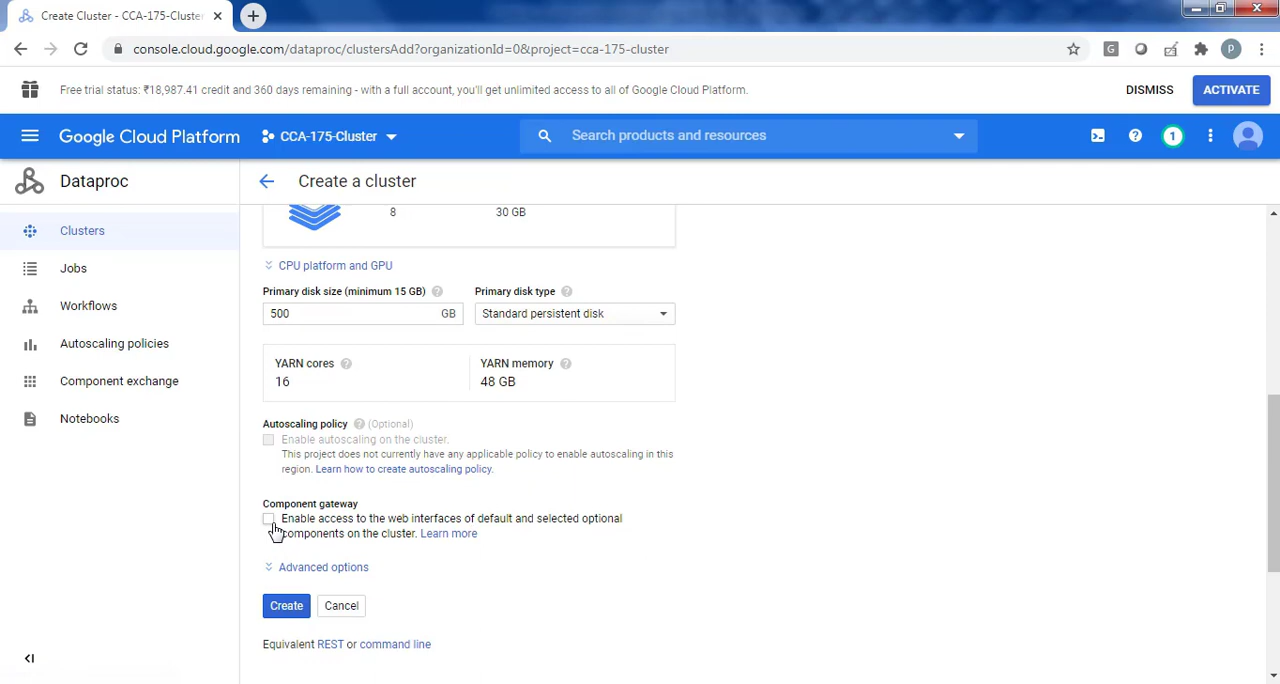 Create Cluster - CCA-175-Cluster
console.cloud.google.com/dataproc/clustersAdd?organizationId=0&project=cca-175-cluster
G
P
Free trial status: ₹18,987.41 credit and 360 days remaining - with a full account, you'll get unlimited access to all of Google Cloud Platform.
DISMISS
ACTIVATE
Google Cloud Platform
CCA-175-Cluster
Search products and resources
1
Dataproc
Create a cluster
Clusters
Jobs
Workflows
Autoscaling policies
Component exchange
Notebooks
8
30 GB
CPU platform and GPU
Primary disk size (minimum 15 GB)
Primary disk type
500 GB
Standard persistent disk
YARN cores
YARN memory
16
48 GB
Autoscaling policy (Optional)
Enable autoscaling on the cluster.
This project does not currently have any applicable policy to enable autoscaling in this
region. Learn how to create autoscaling policy.
Component gateway
Enable access to the web interfaces of default and selected optional
components on the cluster. Learn more
Advanced options
Create
Cancel
Equivalent REST or command line